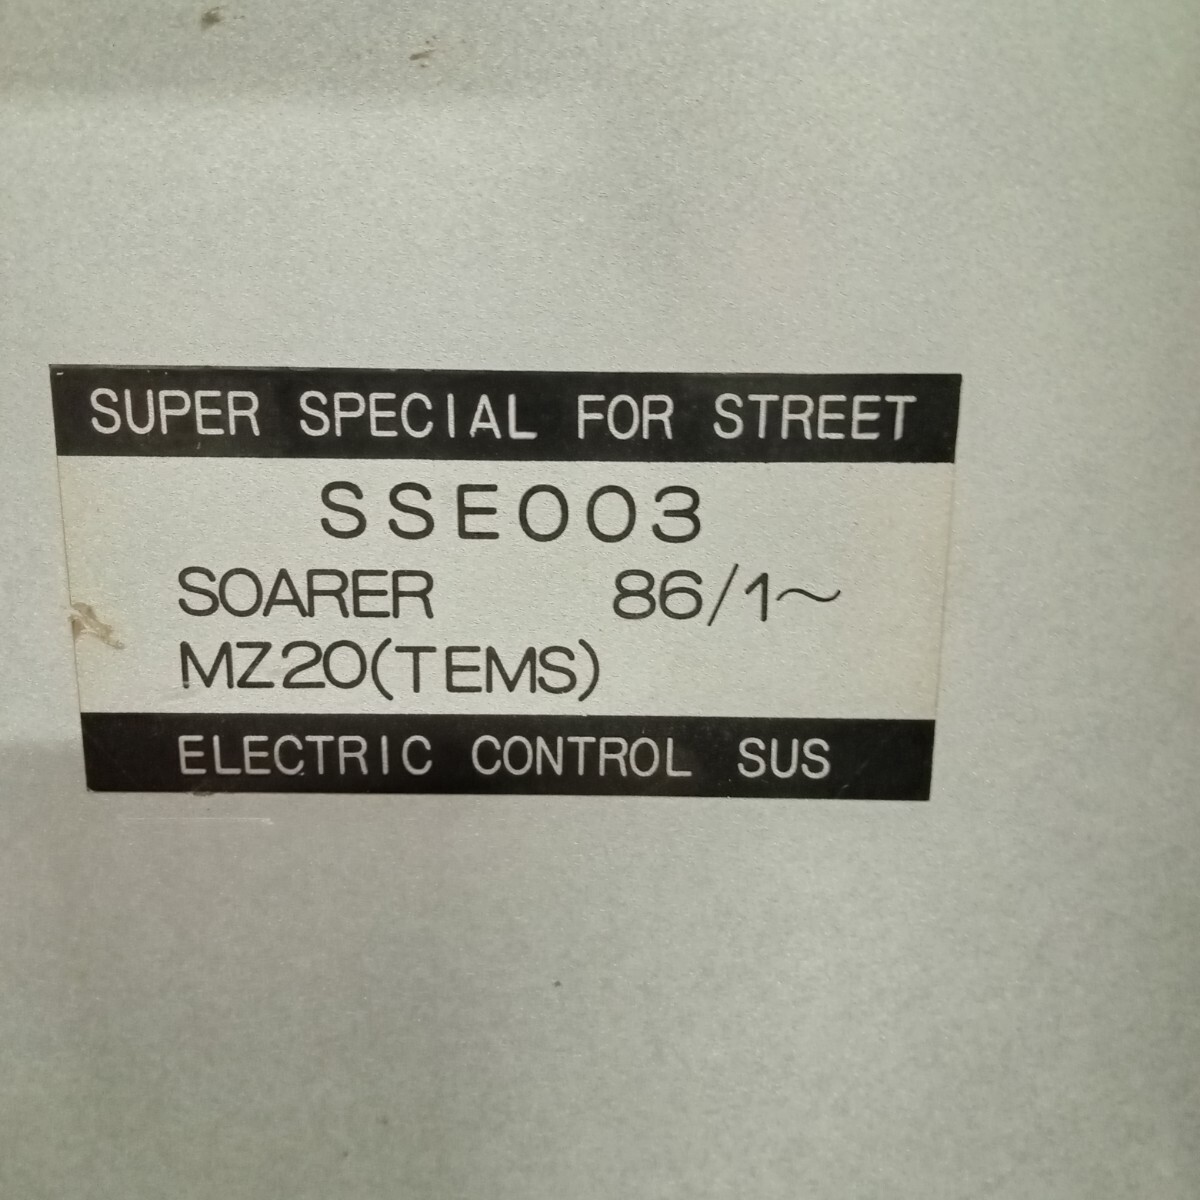 SUPER SPECIAL FOR STREET
SSE003
SOARER 86/1～
MZ20(TEMS)
ELECTRIC CONTROL SUS